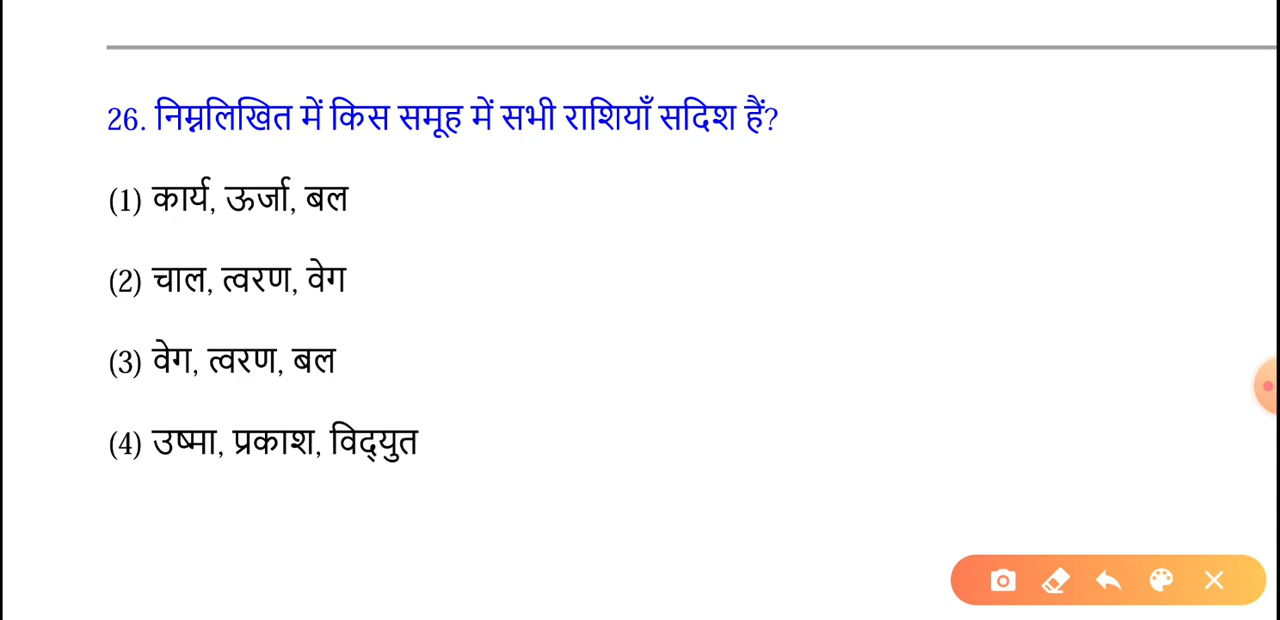 26. निम्नलिखित में किस समूह में सभी राशियाँ सदिश हैं?
(1) कार्य, ऊर्जा, बल
(2) चाल, त्वरण, वेग
(3) वेग, त्वरण, बल
(4) उष्मा, प्रकाश, विद्‌युत